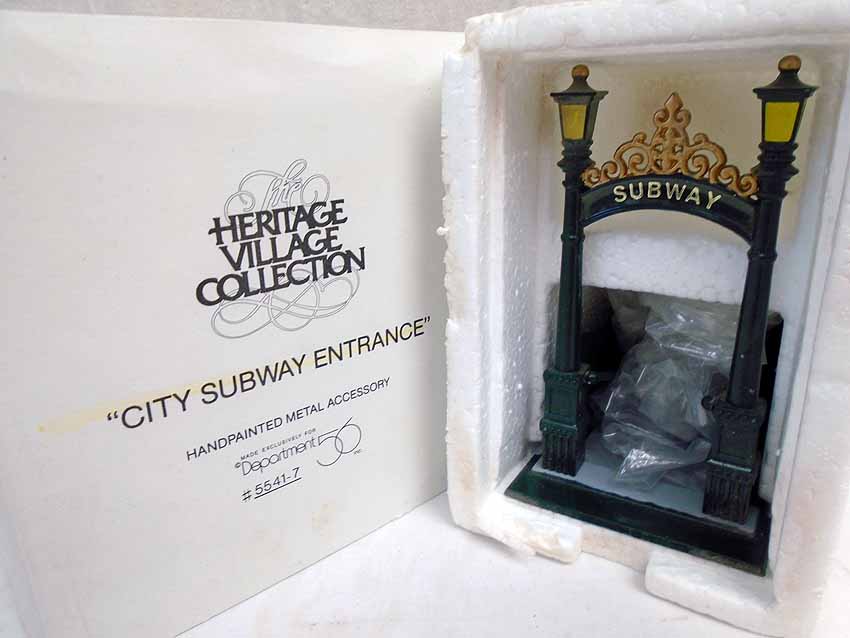 The
HERITAGE
VILLAGE
COLLECTION
"CITY SUBWAY ENTRANCE"
HANDPAINTED METAL ACCESSORY
MADE EXCLUSIVELY FOR
©Department 56 INC.
#5541-7
SUBWAY